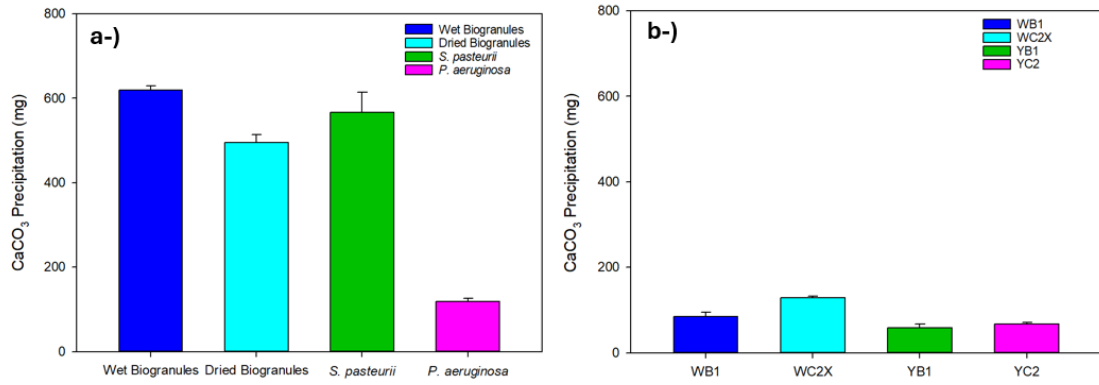 a-)
Wet Biogranules
Dried Biogranules
S. pasteurii
P. aeruginosa
CaCO₃ Precipitation (mg)
800
600
400
200
0
Wet Biogranules Dried Biogranules S. pasteurii P. aeruginosa
b-)
WB1
WC2X
YB1
YC2
CaCO₃ Precipitation (mg)
800
600
400
200
0
WB1 WC2X YB1 YC2